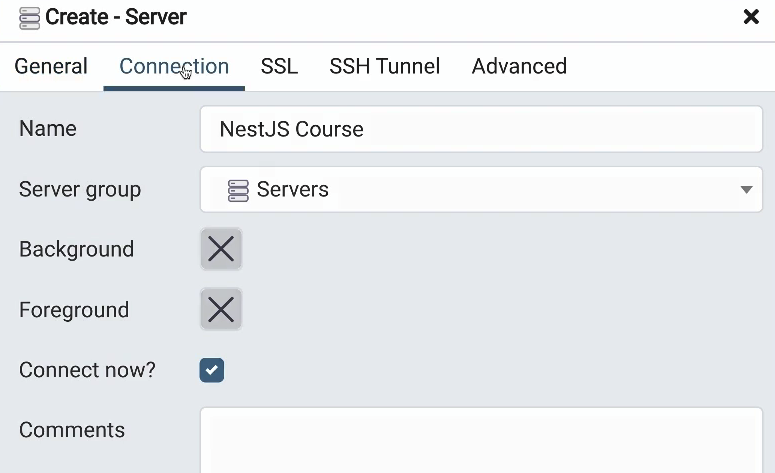 Create - Server
General Connection SSL SSH Tunnel Advanced
Name NestJS Course
Server group Servers
Background
Foreground
Connect now?
Comments